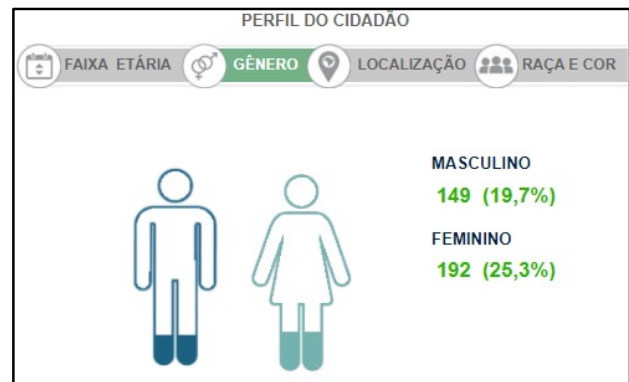 PERFIL DO CIDADÃO
FAIXA ETÁRIA GÊNERO LOCALIZAÇÃO RAÇA E COR
MASCULINO
149 (19,7%)
FEMININO
192 (25,3%)